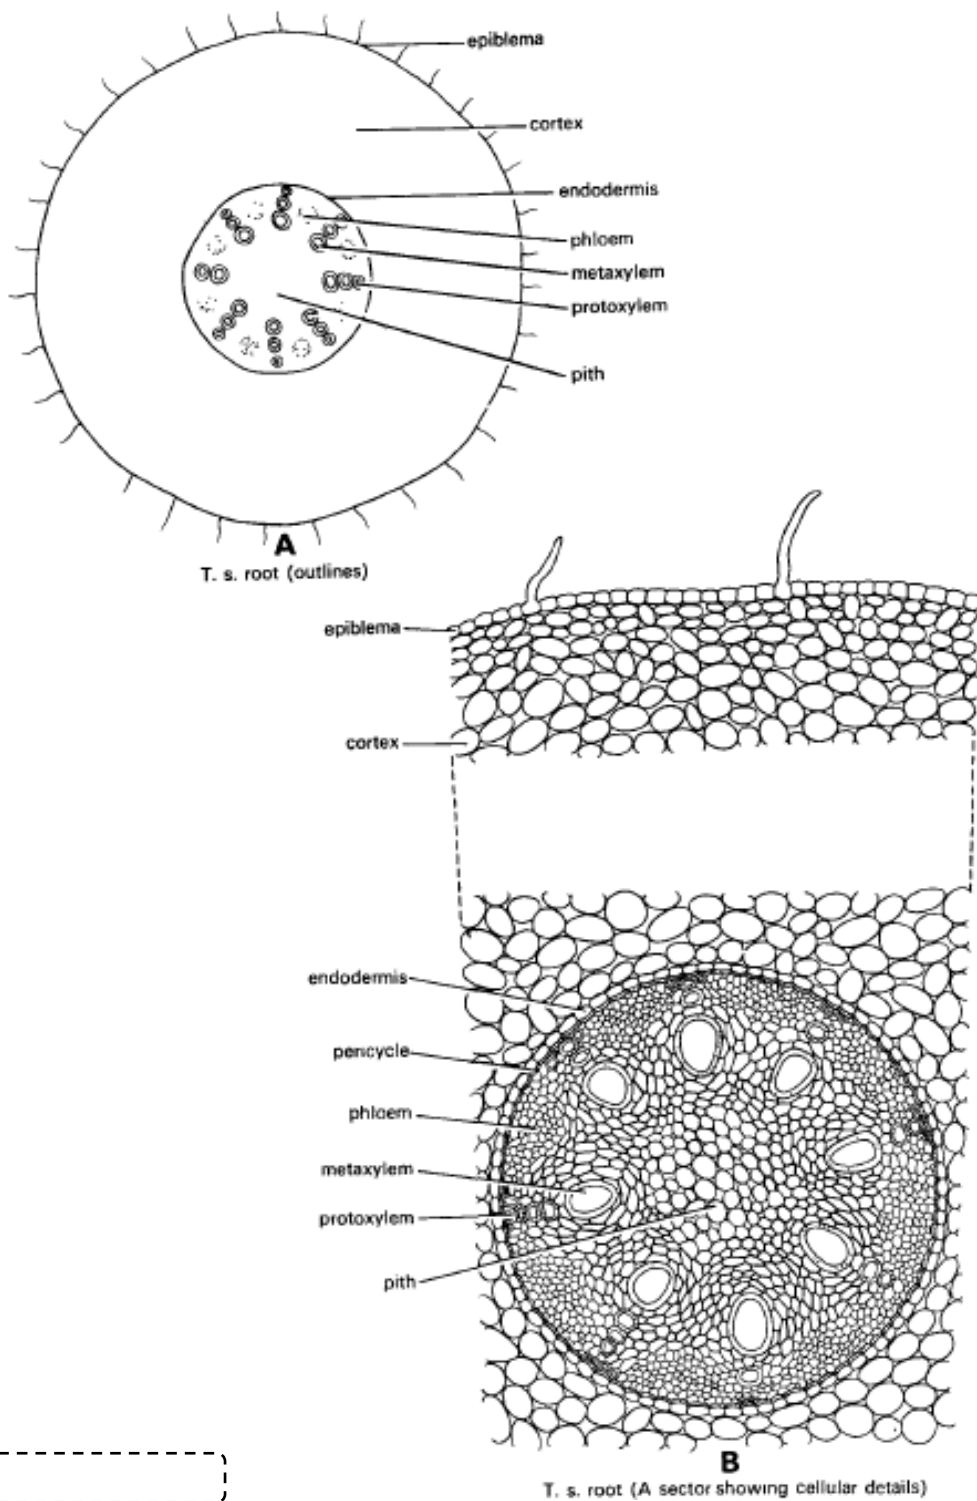 epiblema
cortex
endodermis
phloem
metaxylem
protoxylem
pith
A
T. s. root (outlines)
epiblema
cortex
endodermis
pericycle
phloem
metaxylem
protoxylem
pith
B
T. s. root (A sector showing cellular details)